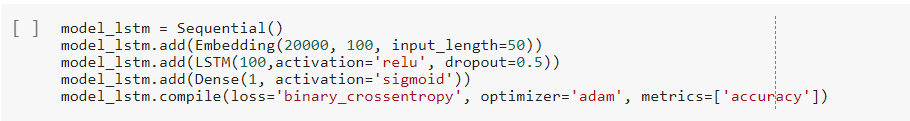 [ ] model_lstm = Sequential()
model_lstm.add(Embedding(20000, 100, input_length=50))
model_lstm.add(LSTM(100,activation='relu', dropout=0.5))
model_lstm.add(Dense(1, activation='sigmoid'))
model_lstm.compile(loss='binary_crossentropy', optimizer='adam', metrics=['accuracy'])